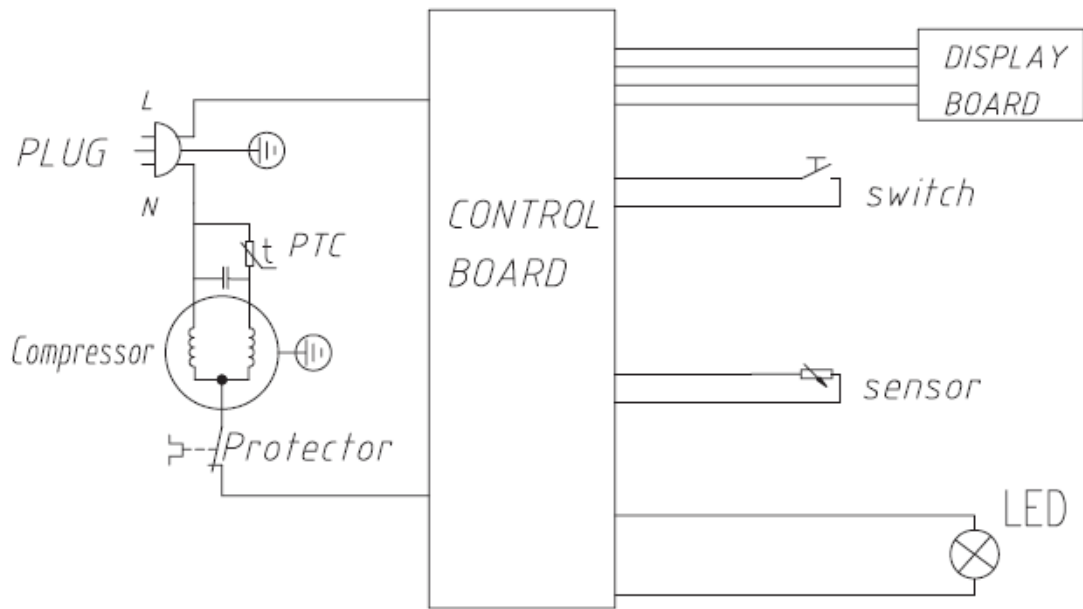 L
PLUG
N
t PTC
Compressor
Protector
CONTROL
BOARD
DISPLAY
BOARD
switch
sensor
LED